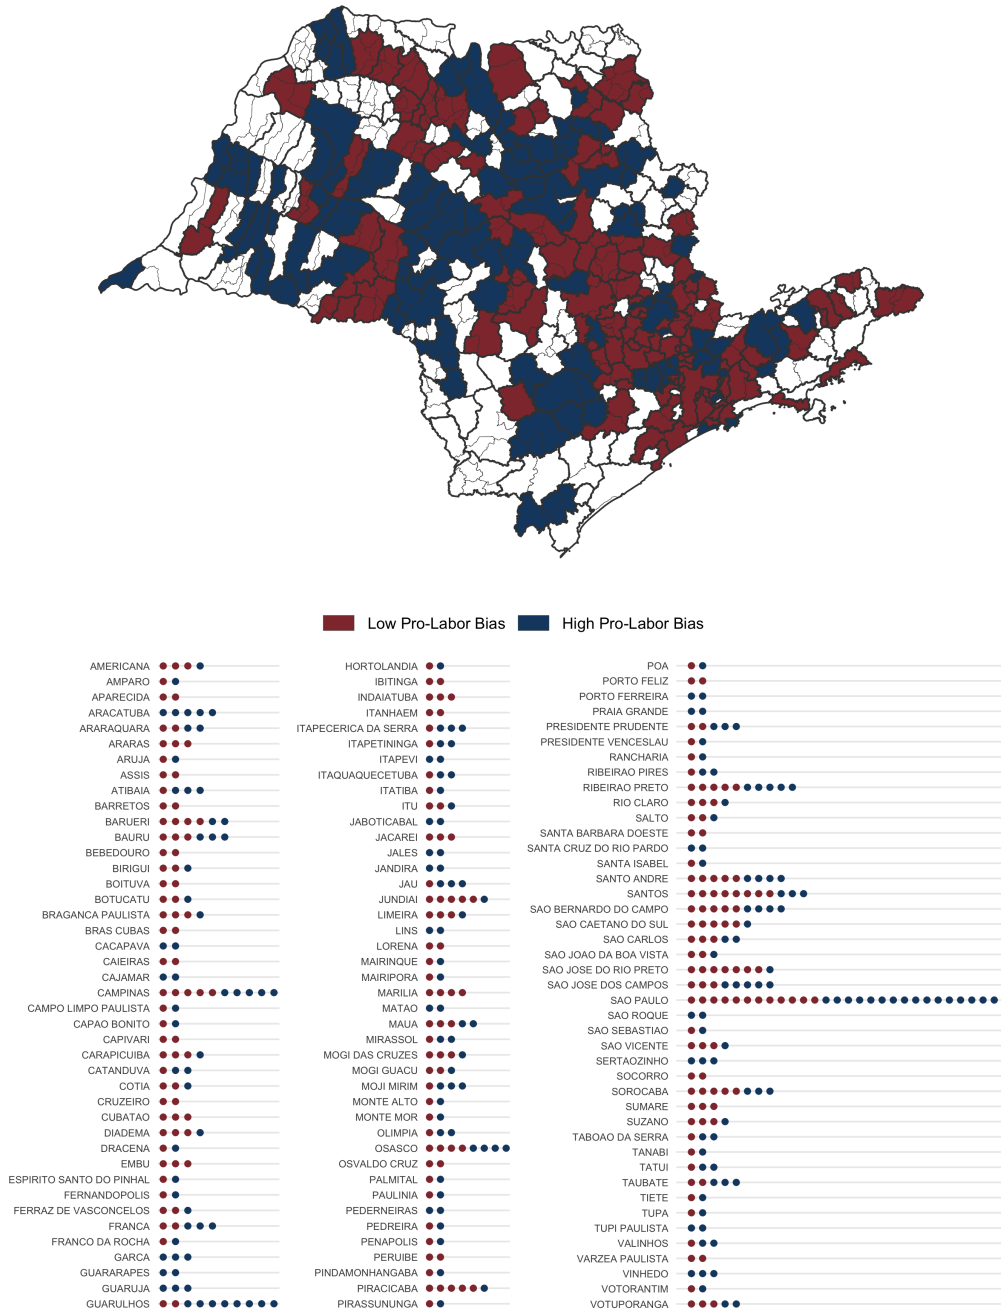 Low Pro-Labor Bias
High Pro-Labor Bias
AMERICANA
AMPARO
APARECIDA
ARACATUBA
ARARAQUARA
ARARAS
ARUJA
ASSIS
ATIBAIA
BARRETOS
BARUERI
BAURU
BEBEDOURO
BIRIGUI
BOITUVA
BOTUCATU
BRAGANCA PAULISTA
BRAS CUBAS
CACAPAVA
CAIEIRAS
CAJAMAR
CAMPINAS
CAMPO LIMPO PAULISTA
CAPAO BONITO
CAPIVARI
CARAPICUIBA
CATANDUVA
COTIA
CRUZEIRO
CUBATAO
DIADEMA
DRACENA
EMBU
ESPIRITO SANTO DO PINHAL
FERNANDOPOLIS
FERRAZ DE VASCONCELOS
FRANCA
FRANCO DA ROCHA
GARCA
GUARARAPES
GUARUJA
GUARULHOS
HORTOLANDIA
IBITINGA
INDAIATUBA
ITANHAEM
ITAPECERICA DA SERRA
ITAPETININGA
ITAPEVI
ITAQUAQUECETUBA
ITATIBA
ITU
JABOTICABAL
JACAREI
JALES
JANDIRA
JAU
JUNDIAI
LIMEIRA
LINS
LORENA
MAIRINQUE
MAIRIPORA
MARILIA
MATAO
MAUA
MIRASSOL
MOGI DAS CRUZES
MOGI GUACU
MOJI MIRIM
MONTE ALTO
MONTE MOR
OLIMPIA
OSASCO
OSVALDO CRUZ
PALMITAL
PAULINIA
PEDERNEIRAS
PEDREIRA
PENAPOLIS
PERUIBE
PINDAMONHANGABA
PIRACICABA
PIRASSUNUNGA
POA
PORTO FELIZ
PORTO FERREIRA
PRAIA GRANDE
PRESIDENTE PRUDENTE
PRESIDENTE VENCESLAU
RANCHARIA
RIBEIRAO PIRES
RIBEIRAO PRETO
RIO CLARO
SALTO
SANTA BARBARA DOESTE
SANTA CRUZ DO RIO PARDO
SANTA ISABEL
SANTO ANDRE
SANTOS
SAO BERNARDO DO CAMPO
SAO CAETANO DO SUL
SAO CARLOS
SAO JOAO DA BOA VISTA
SAO JOSE DO RIO PRETO
SAO JOSE DOS CAMPOS
SAO PAULO
SAO ROQUE
SAO SEBASTIAO
SAO VICENTE
SERTAOZINHO
SOCORRO
SOROCABA
SUMARE
SUZANO
TABOAO DA SERRA
TANABI
TATUI
TAUBATE
TIETE
TUPA
TUPI PAULISTA
VALINHOS
VARZEA PAULISTA
VINHEDO
VOTORANTIM
VOTUPORANGA